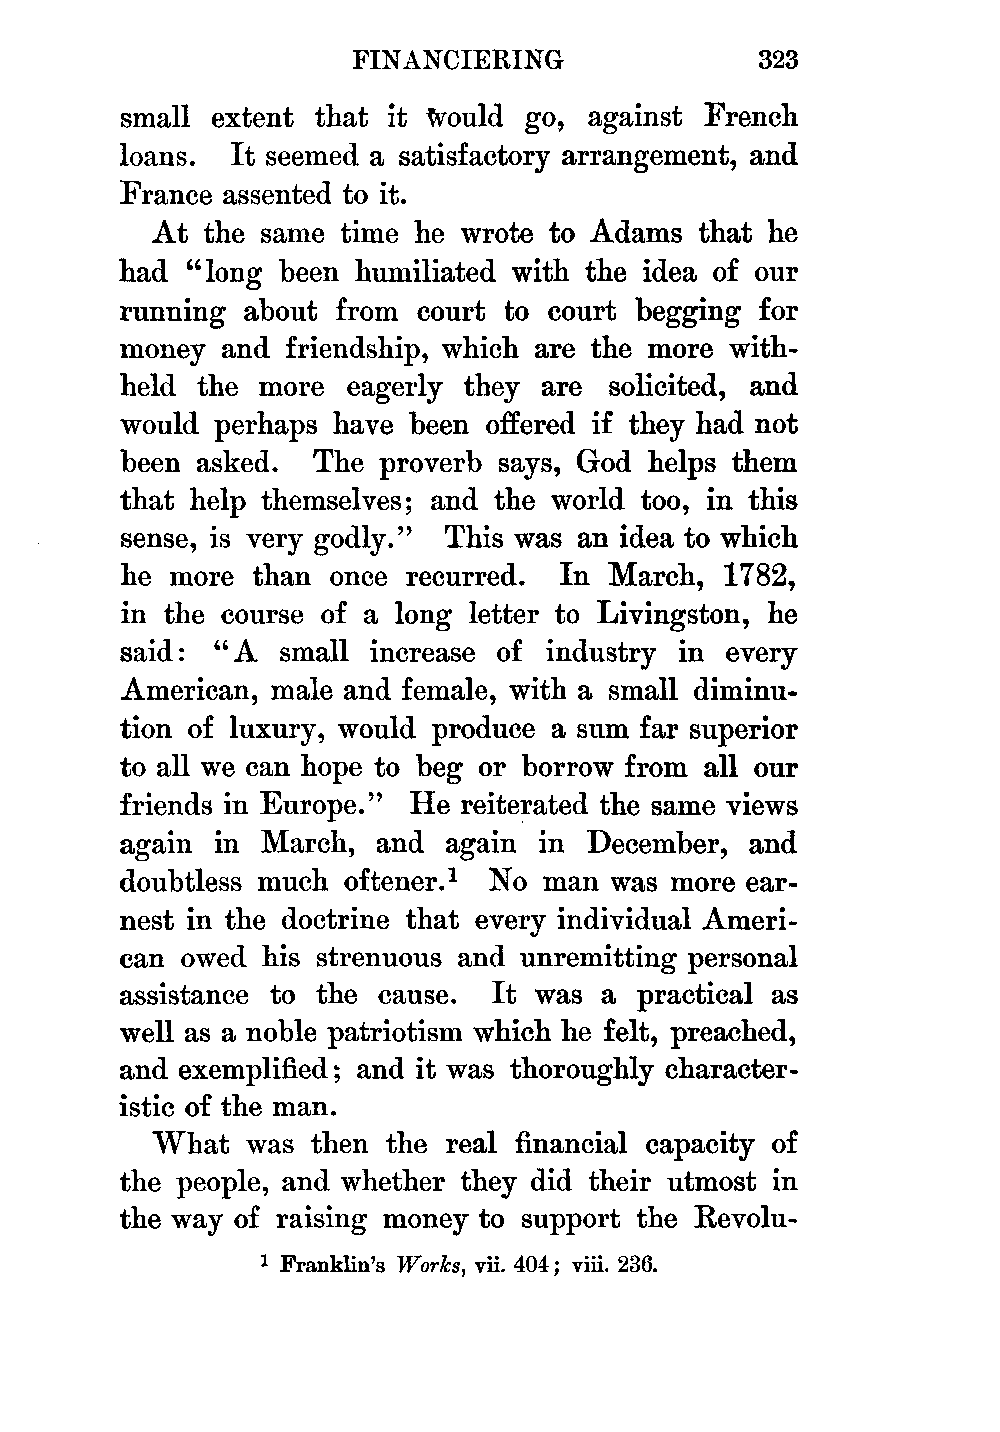 FINANCIERING 323
small extent that it would go, against French
loans. It seemed a satisfactory arrangement, and
France assented to it.
At the same time he wrote to Adams that he
had “long been humiliated with the idea of our
running about from court to court begging for
money and friendship, which are the more with-
held the more eagerly they are solicited, and
would perhaps have been offered if they had not
been asked. The proverb says, God helps them
that help themselves; and the world too, in this
sense, is very godly.” This was an idea to which
he more than once recurred. In March, 1782,
in the course of a long letter to Livingston, he
said: “A small increase of industry in every
American, male and female, with a small diminu-
tion of luxury, would produce a sum far superior
to all we can hope to beg or borrow from all our
friends in Europe.” He reiterated the same views
again in March, and again in December, and
doubtless much oftener.¹ No man was more ear-
nest in the doctrine that every individual Ameri-
can owed his strenuous and unremitting personal
assistance to the cause. It was a practical as
well as a noble patriotism which he felt, preached,
and exemplified; and it was thoroughly character-
istic of the man.
What was then the real financial capacity of
the people, and whether they did their utmost in
the way of raising money to support the Revolu-
¹ Franklin's Works, vii. 404; viii. 236.